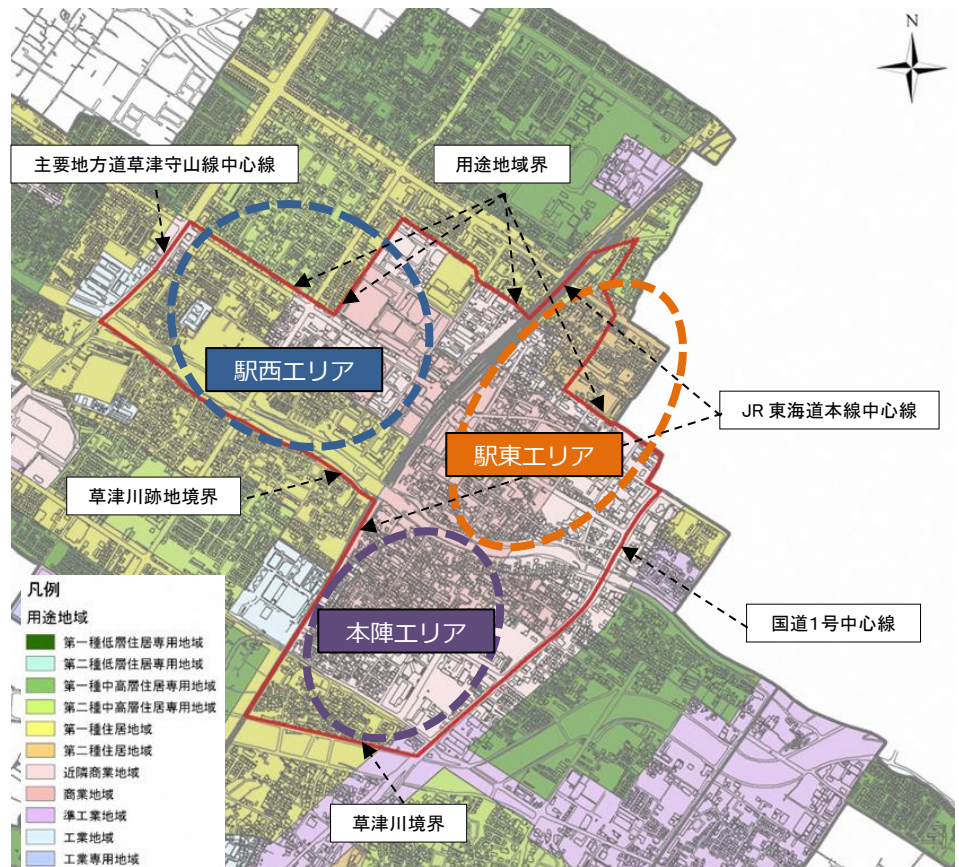 N
主要地方道草津守山線中心線
用途地域界
駅西エリア
JR 東海道本線中心線
駅東エリア
草津川跡地境界
国道1号中心線
本陣エリア
草津川境界
凡例
用途地域
第一種低層住居専用地域
第二種低層住居専用地域
第一種中高層住居専用地域
第二種中高層住居専用地域
第一種住居地域
第二種住居地域
近隣商業地域
商業地域
準工業地域
工業地域
工業専用地域